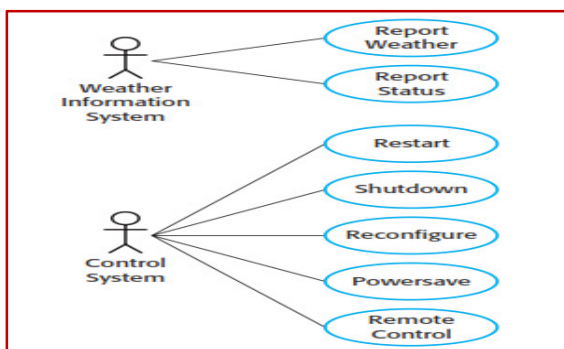 Report
Weather
Weather
Information
System
Report
Status
Restart
Shutdown
Control
System
Reconfigure
Powersave
Remote
Control